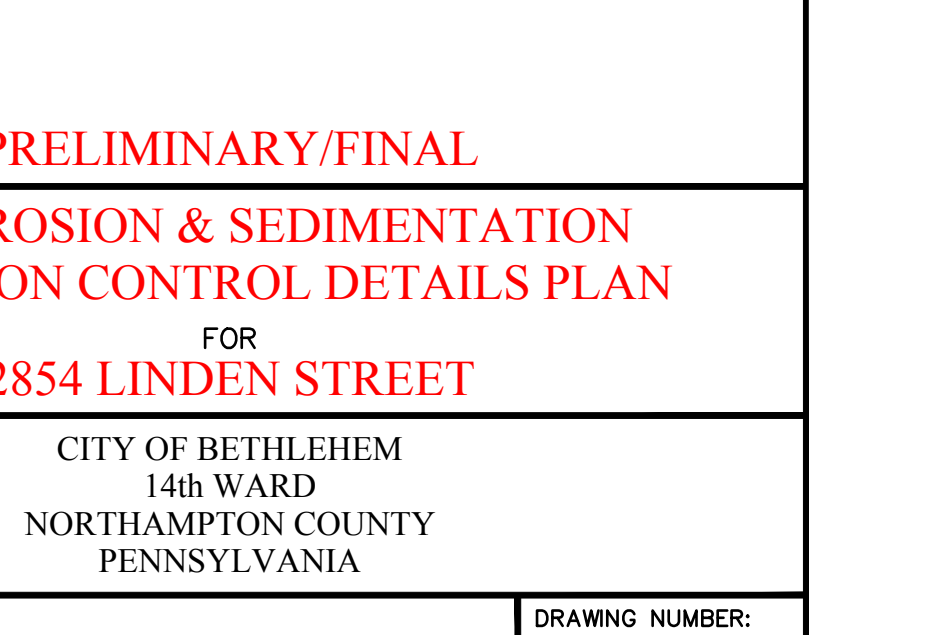 PRELIMINARY/FINAL
ROSION & SEDIMENTATION
ON CONTROL DETAILS PLAN
FOR
2854 LINDEN STREET
CITY OF BETHLEHEM
14th WARD
NORTHAMPTON COUNTY
PENNSYLVANIA
DRAWING NUMBER: